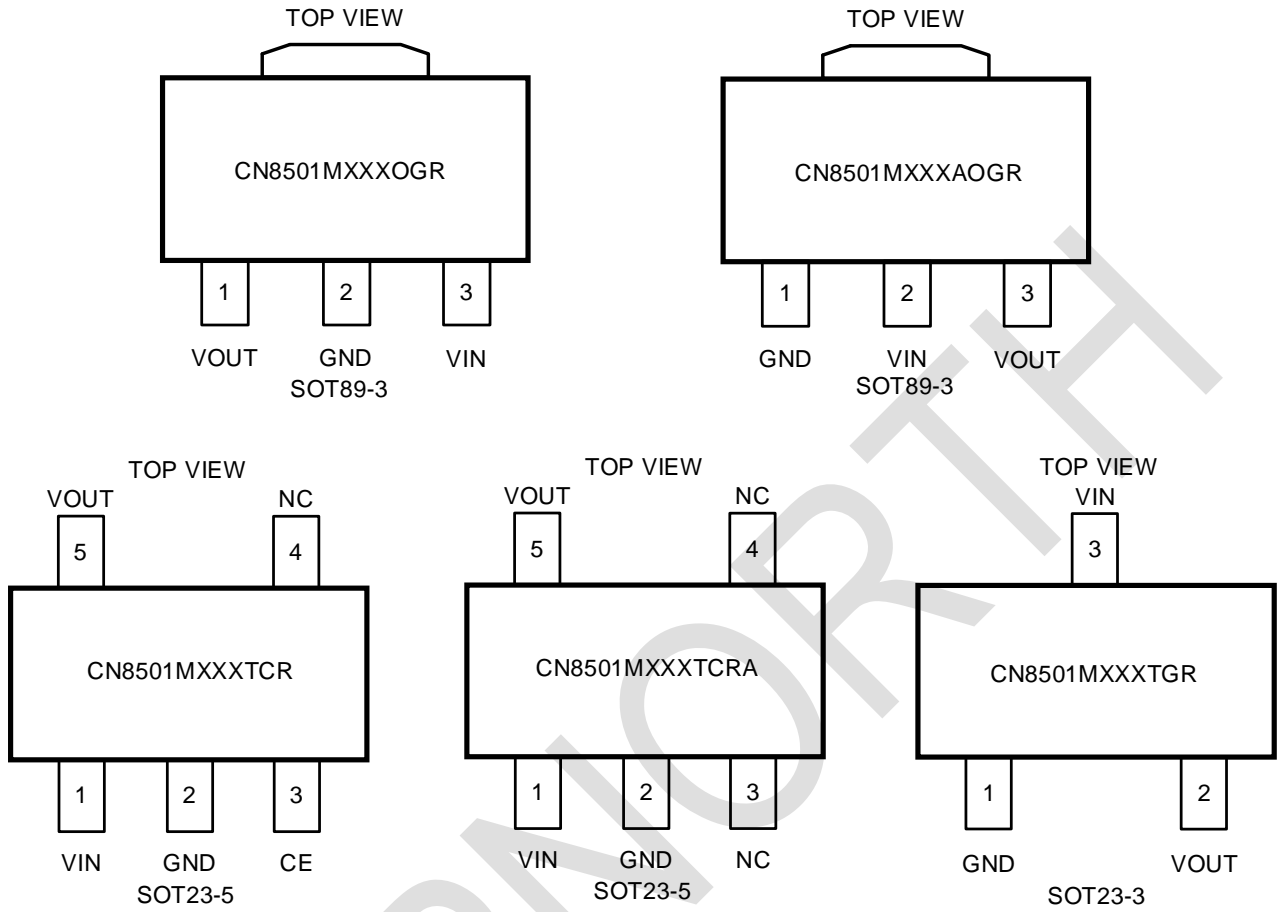 TOP VIEW
CN8501MXXXOGR
1 2 3
VOUT GND VIN
SOT89-3
TOP VIEW
CN8501MXXXAOGR
1 2 3
GND VIN VOUT
SOT89-3
TOP VIEW
VOUT NC
5 4
CN8501MXXXTCR
1 2 3
VIN GND CE
SOT23-5
TOP VIEW
VOUT NC
5 4
CN8501MXXXTCRA
1 2 3
VIN GND NC
SOT23-5
TOP VIEW
VIN
3
CN8501MXXXTGR
1 2
GND VOUT
SOT23-3
RNORTH